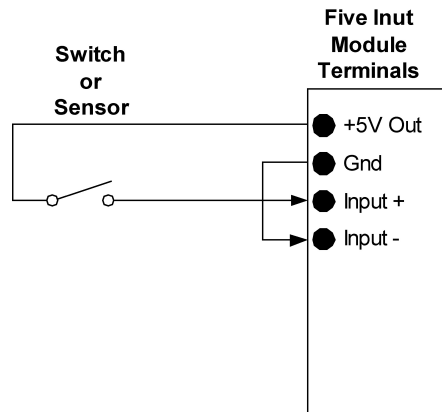 Five Inut
Module
Terminals
Switch
or
Sensor
+5V Out
Gnd
Input +
Input -